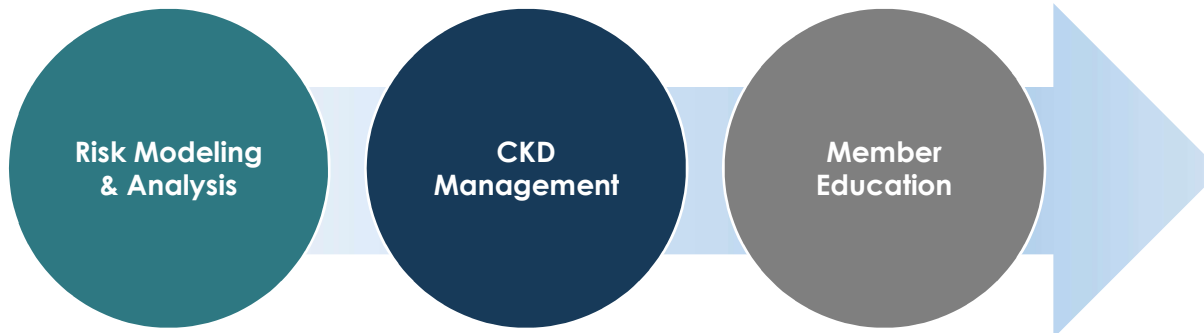 Risk Modeling
& Analysis
CKD
Management
Member
Education